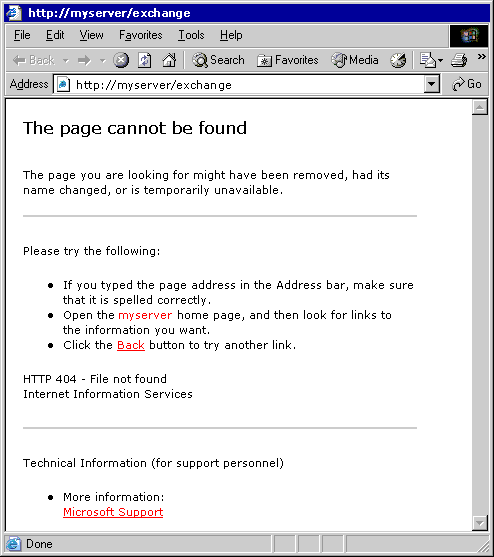 http://myserver/exchange
File Edit View Favorites Tools Help
Back Search Favorites Media
Address http://myserver/exchange Go
The page cannot be found
The page you are looking for might have been removed, had its
name changed, or is temporarily unavailable.
Please try the following:
If you typed the page address in the Address bar, make sure
that it is spelled correctly.
Open the myserver home page, and then look for links to
the information you want.
Click the Back button to try another link.
HTTP 404 - File not found
Internet Information Services
Technical Information (for support personnel)
More information:
Microsoft Support
Done